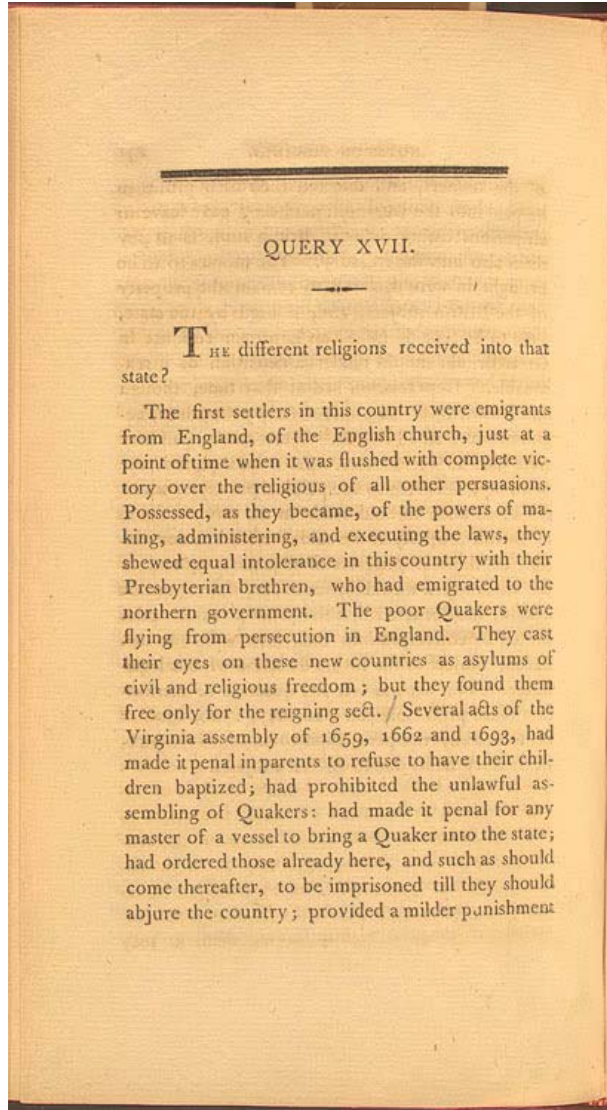 QUERY XVII.
THE different religions received into that
state?
The first settlers in this country were emigrants
from England, of the English church, just at a
point of time when it was flushed with complete vic-
tory over the religious of all other persuasions.
Possessed, as they became, of the powers of ma-
king, administering, and executing the laws, they
shewed equal intolerance in this country with their
Presbyterian brethren, who had emigrated to the
northern government. The poor Quakers were
flying from persecution in England. They cast
their eyes on these new countries as asylums of
civil and religious freedom; but they found them
free only for the reigning sect. / Several acts of the
Virginia assembly of 1659, 1662 and 1693, had
made it penal in parents to refuse to have their chil-
dren baptized; had prohibited the unlawful as-
sembling of Quakers: had made it penal for any
master of a vessel to bring a Quaker into the state;
had ordered those already here, and such as should
come thereafter, to be imprisoned till they should
abjure the country; provided a milder punishment